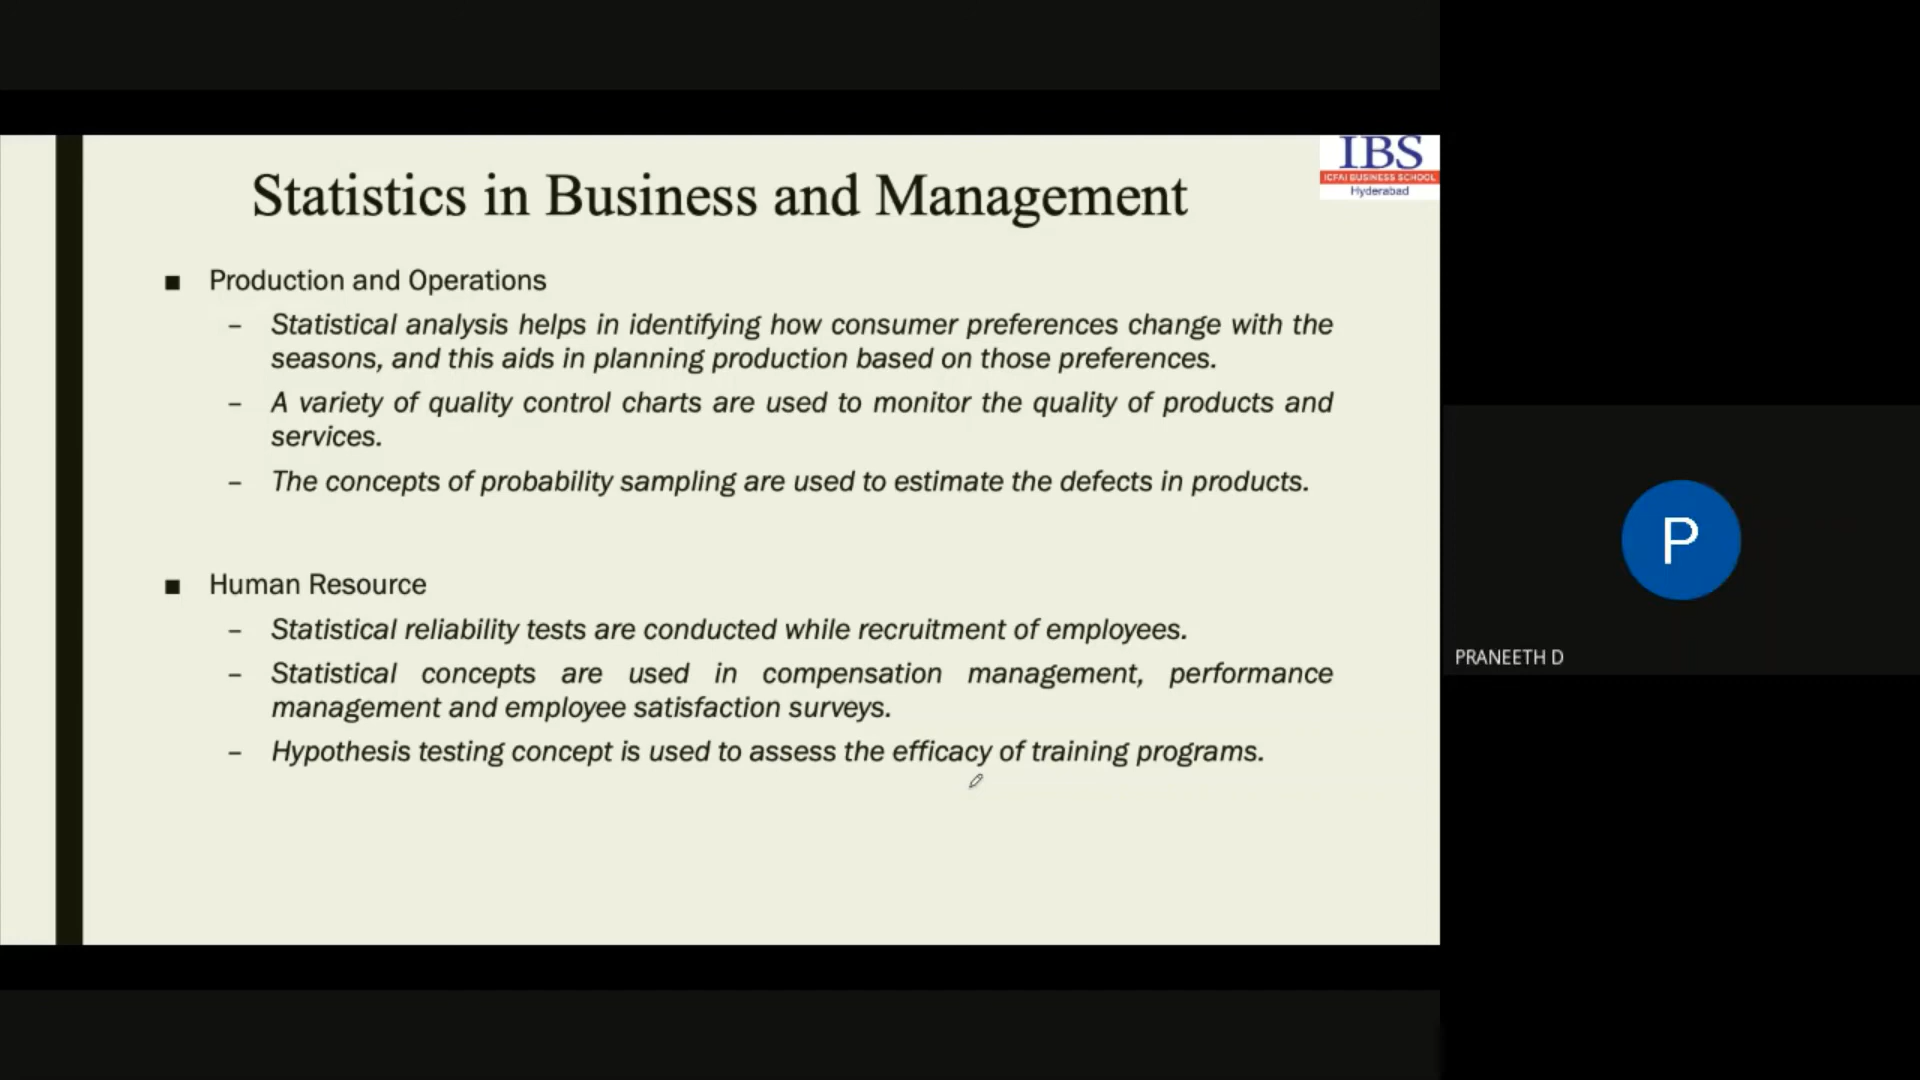 IBS
ICFAI BUSINESS SCHOOL
Hyderabad
Statistics in Business and Management
■ Production and Operations
– Statistical analysis helps in identifying how consumer preferences change with the
seasons, and this aids in planning production based on those preferences.
– A variety of quality control charts are used to monitor the quality of products and
services.
– The concepts of probability sampling are used to estimate the defects in products.
■ Human Resource
– Statistical reliability tests are conducted while recruitment of employees.
– Statistical concepts are used in compensation management, performance
management and employee satisfaction surveys.
– Hypothesis testing concept is used to assess the efficacy of training programs.
P
PRANEETH D